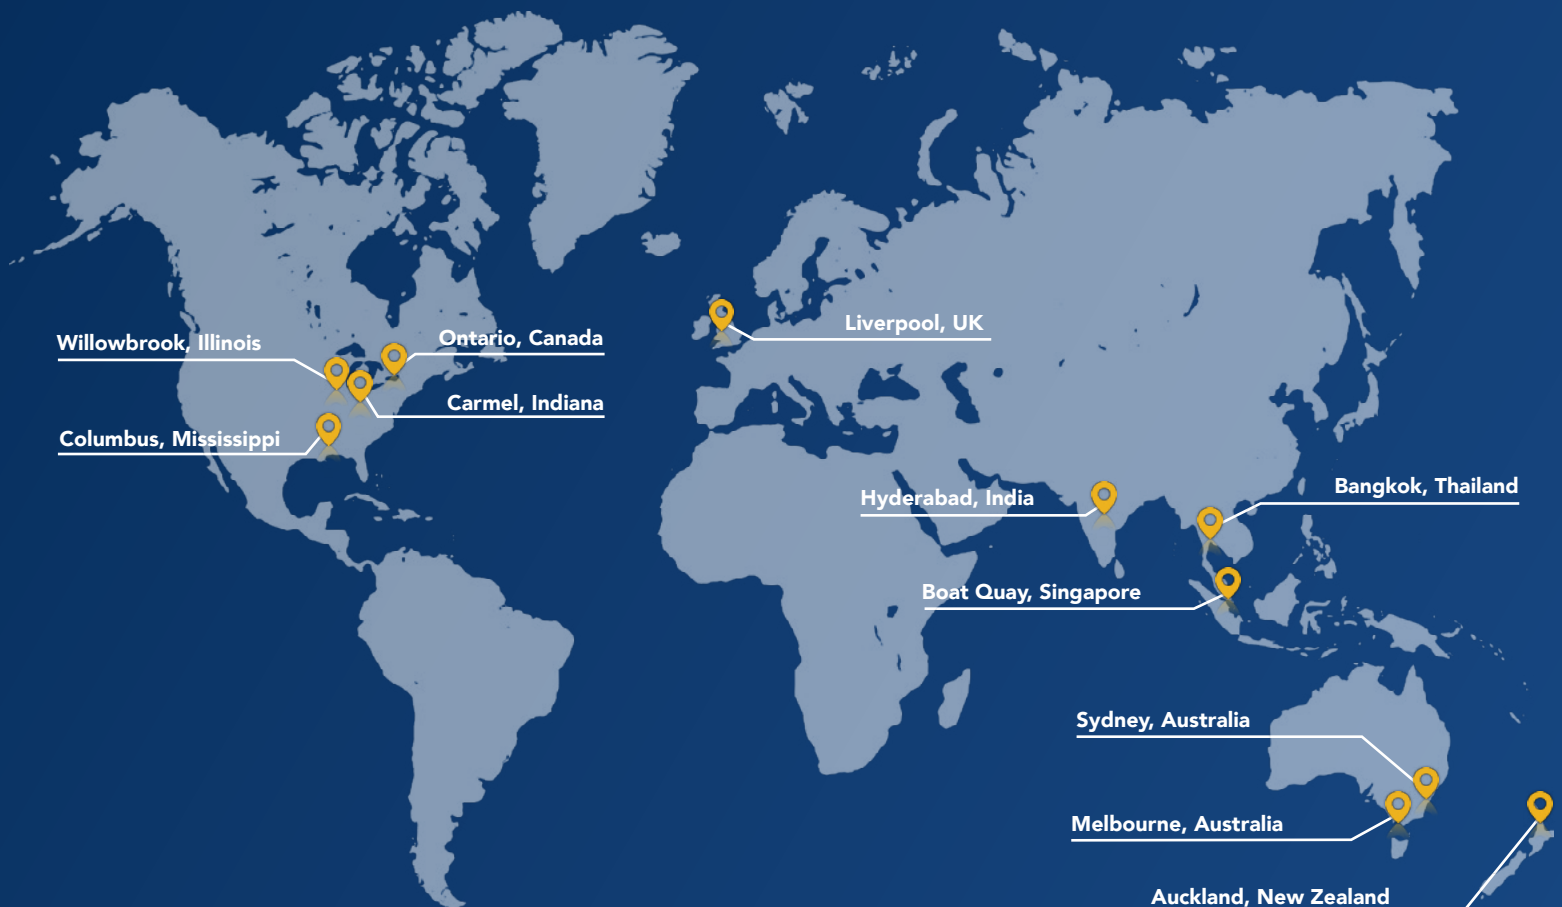 Willowbrook, Illinois
Ontario, Canada
Liverpool, UK
Carmel, Indiana
Columbus, Mississippi
Hyderabad, India
Bangkok, Thailand
Boat Quay, Singapore
Sydney, Australia
Melbourne, Australia
Auckland, New Zealand